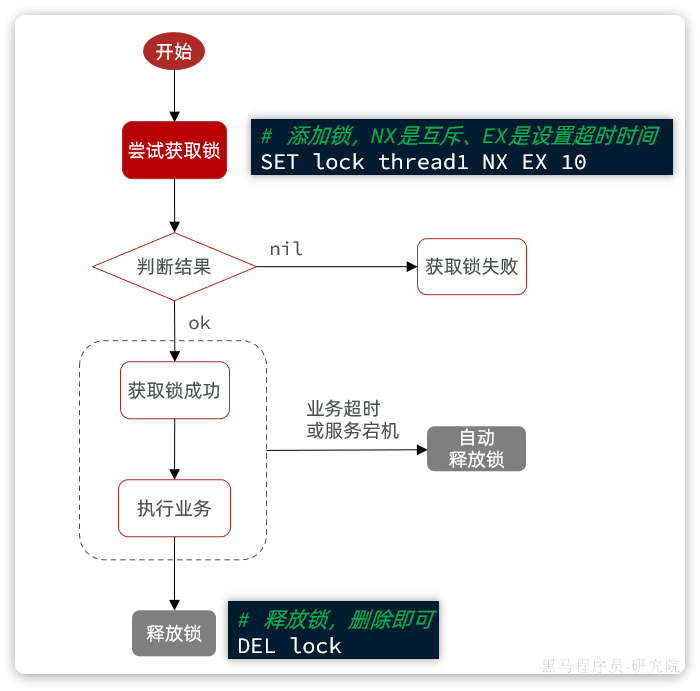 开始
尝试获取锁
# 添加锁，NX是互斥、EX是设置超时时间
SET lock thread1 NX EX 10
判断结果
nil
获取锁失败
ok
获取锁成功
业务超时
或服务宕机
自动
释放锁
执行业务
释放锁
# 释放锁，删除即可
DEL lock
黑马程序员-研究院